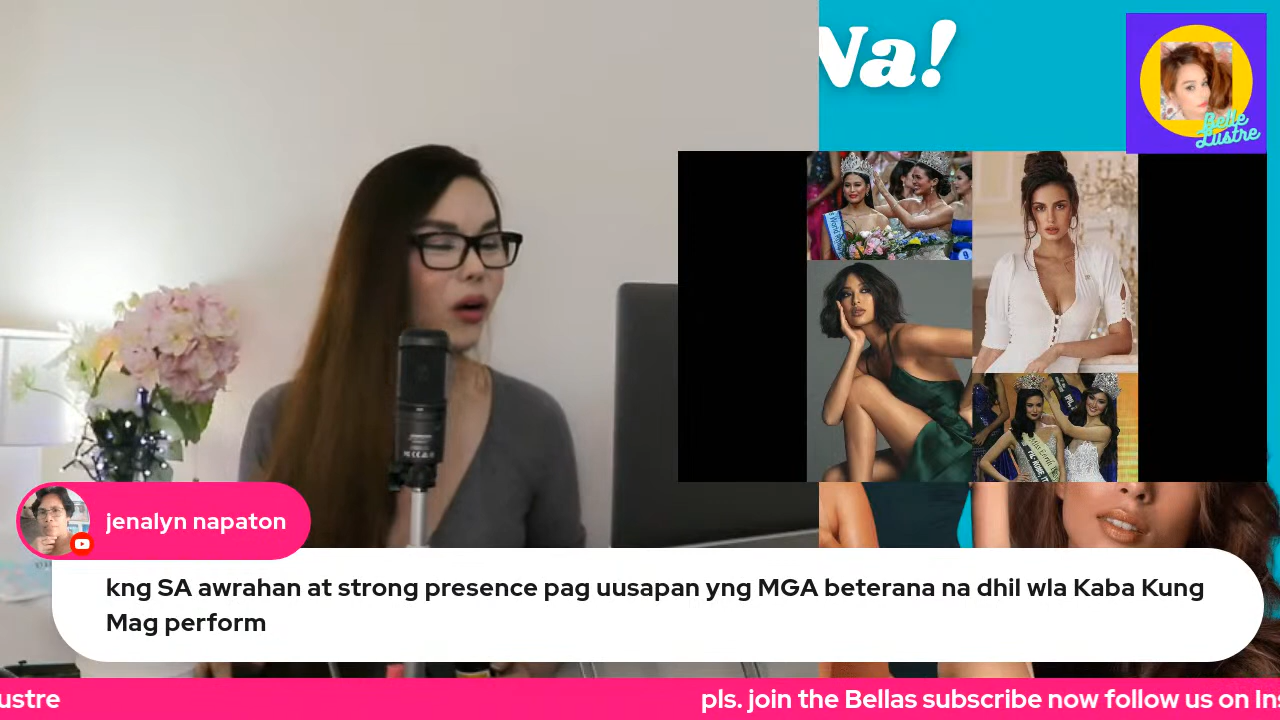 Na!
Belle
Lustre
jenalyn napaton
kng SA awrahan at strong presence pag uusapan yng MGA beterana na dhil wla Kaba Kung
Mag perform
ustre
pls. join the Bellas subscribe now follow us on Ins